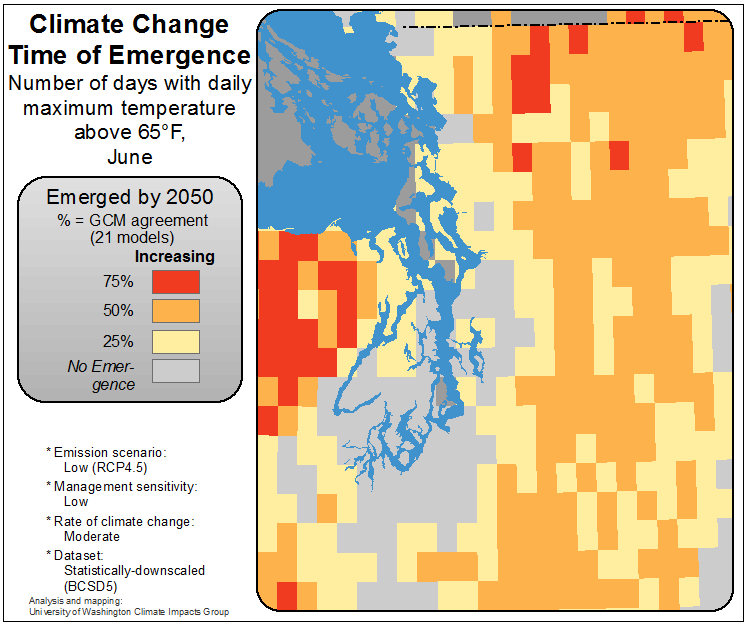 Climate Change
Time of Emergence
Number of days with daily
maximum temperature
above 65°F,
June
Emerged by 2050
% = GCM agreement
(21 models)
Increasing
75%
50%
25%
No Emer-
gence
* Emission scenario:
Low (RCP4.5)
* Management sensitivity:
Low
* Rate of climate change:
Moderate
* Dataset:
Statistically-downscaled
(BCSD5)
Analysis and mapping:
University of Washington Climate Impacts Group